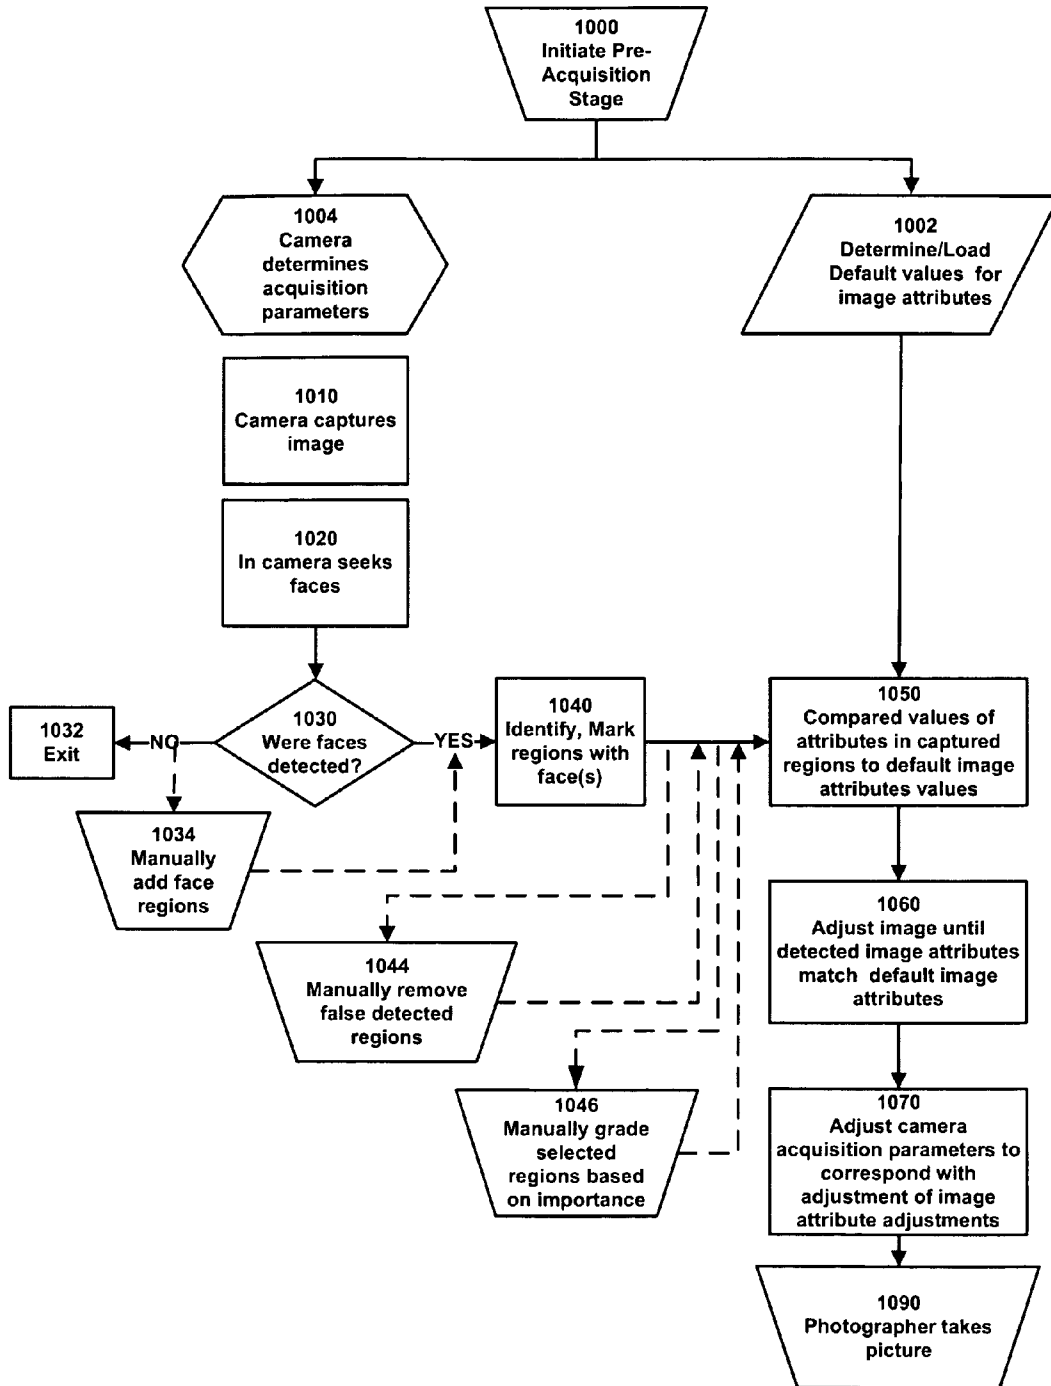 1000
Initiate Pre-
Acquisition
Stage
1004
Camera
determines
acquisition
parameters
1002
Determine/Load
Default values for
image attributes
1010
Camera captures
image
1020
In camera seeks
faces
1030
Were faces
detected?
NO
YES
1032
Exit
1034
Manually
add face
regions
1040
Identify, Mark
regions with
face(s)
1044
Manually remove
false detected
regions
1046
Manually grade
selected
regions based
on importance
1050
Compared values of
attributes in captured
regions to default image
attributes values
1060
Adjust image until
detected image attributes
match default image
attributes
1070
Adjust camera
acquisition parameters to
correspond with
adjustment of image
attribute adjustments
1090
Photographer takes
picture